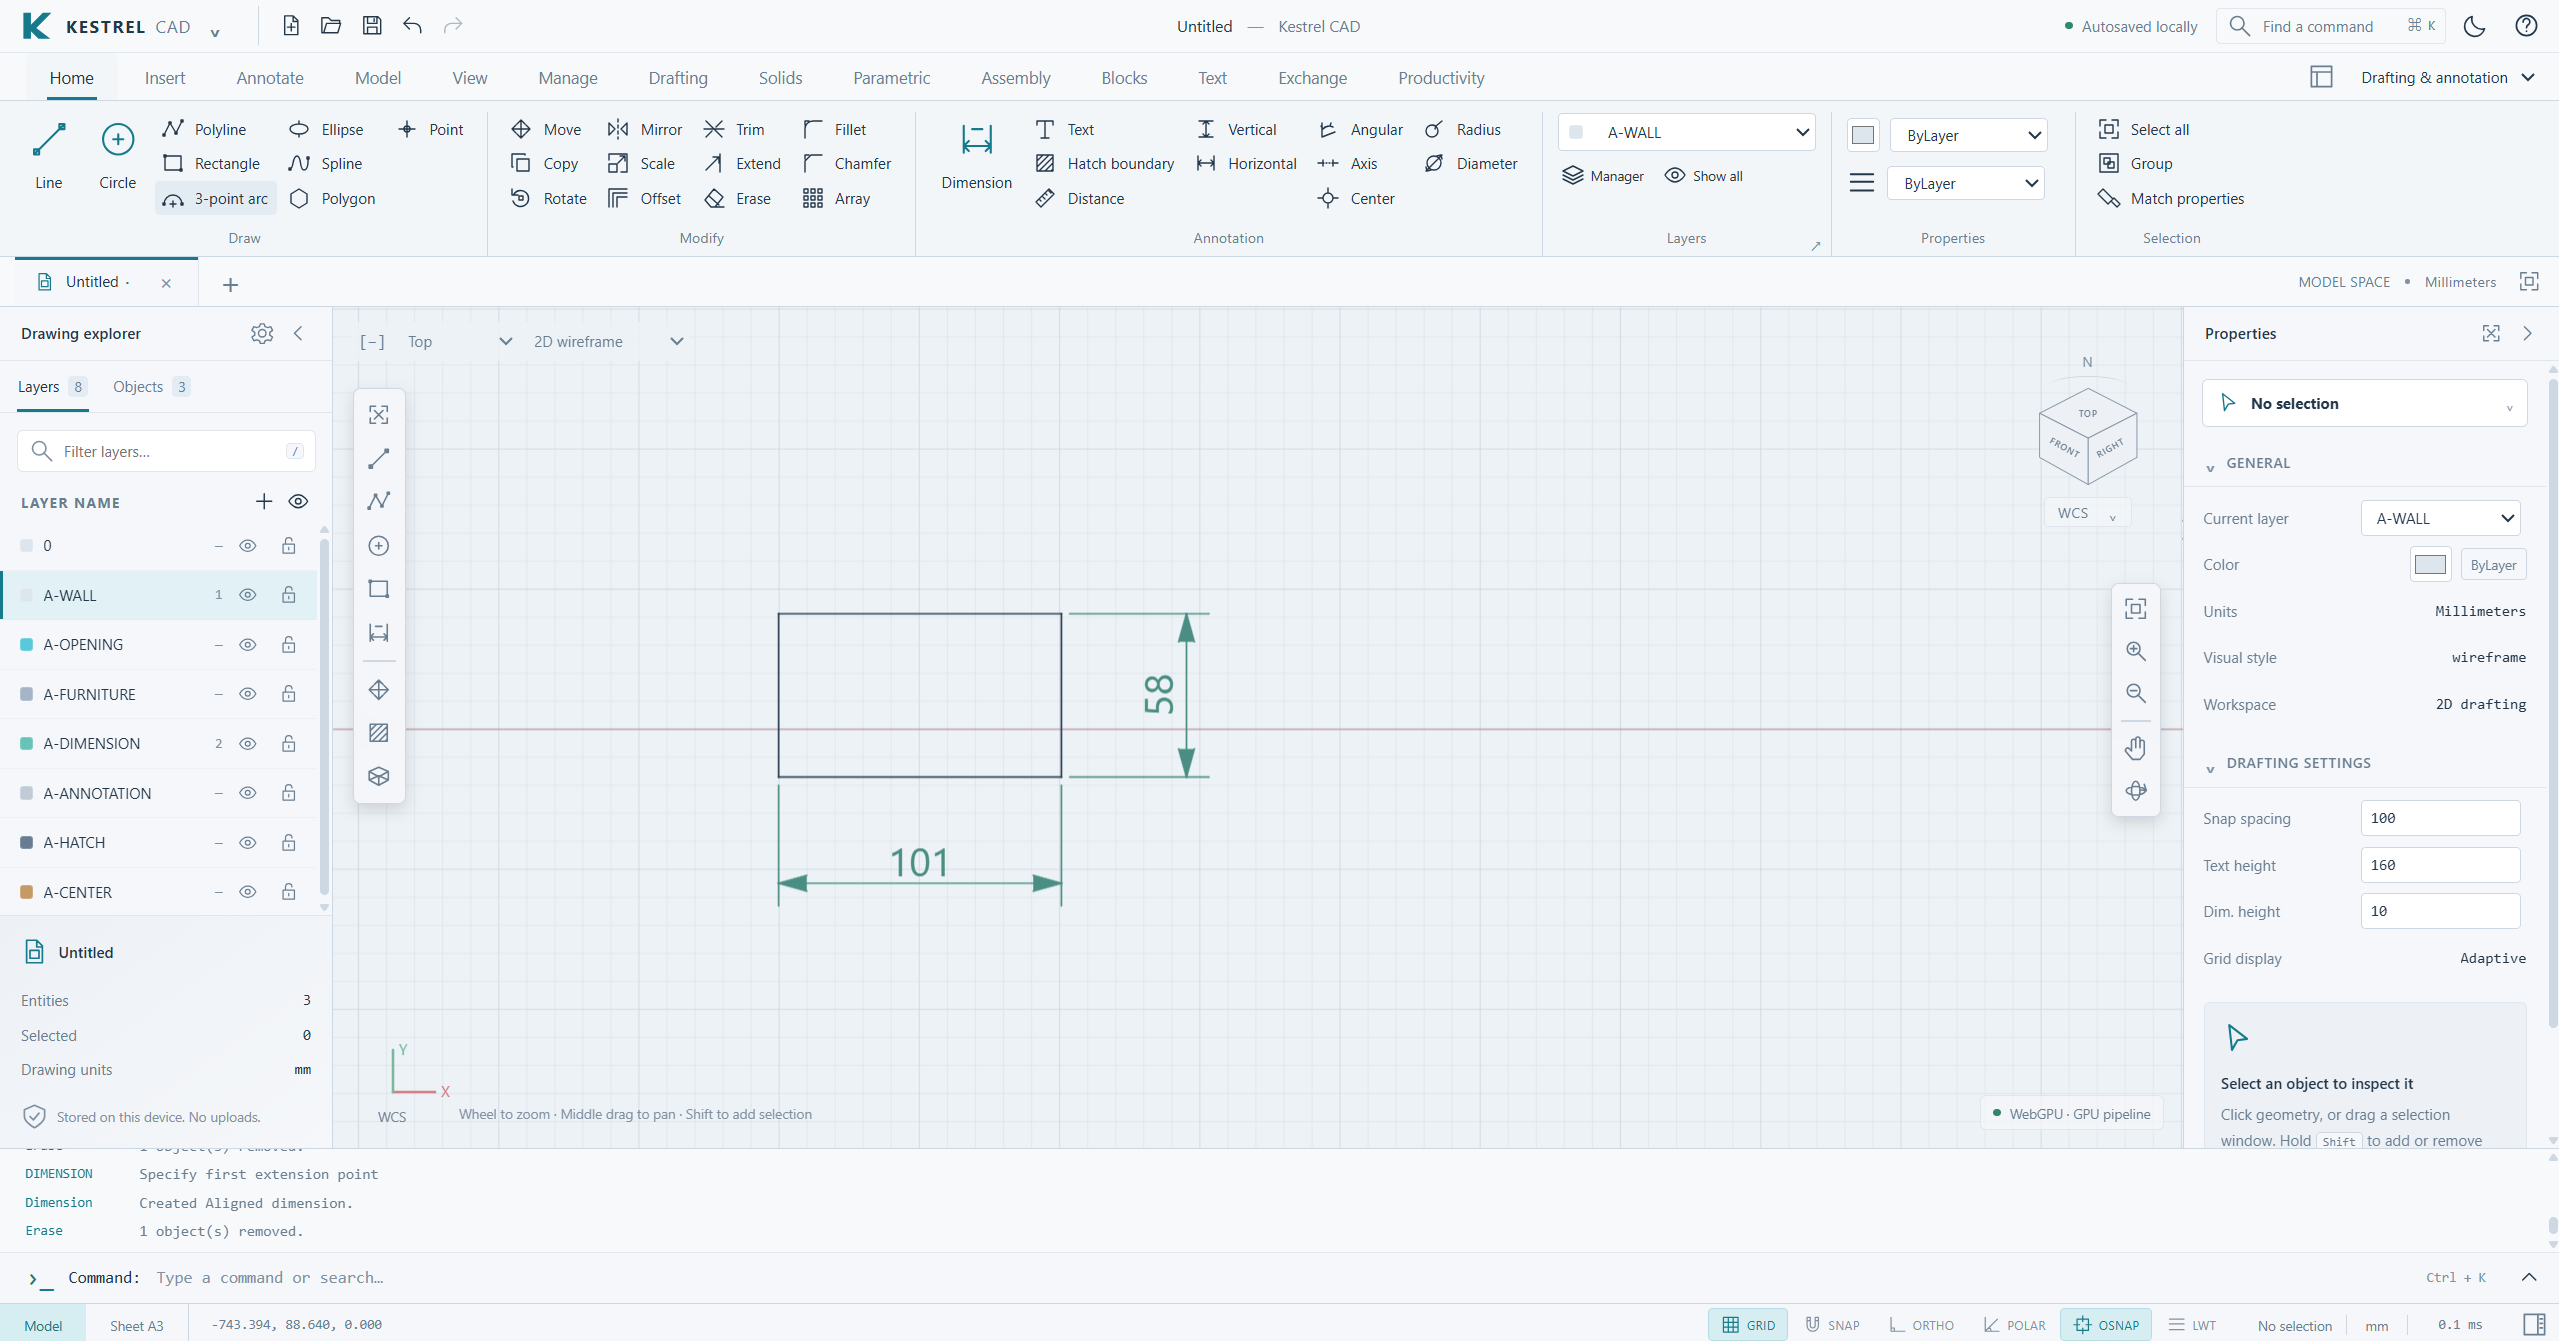 KESTREL CAD
Untitled — Kestrel CAD
Autosaved locally
Find a command ⌘ K
Home Insert Annotate Model View Manage Drafting Solids Parametric Assembly Blocks Text Exchange Productivity
Drafting & annotation
Line
Circle
Polyline
Rectangle
3-point arc
Ellipse
Spline
Polygon
Point
Draw
Move
Copy
Rotate
Mirror
Scale
Offset
Trim
Extend
Erase
Fillet
Chamfer
Array
Modify
Dimension
Text
Hatch boundary
Distance
Vertical
Horizontal
Angular
Axis
Center
Radius
Diameter
Annotation
A-WALL
Manager
Show all
Layers
ByLayer
ByLayer
Properties
Select all
Group
Match properties
Selection
Untitled ·
MODEL SPACE • Millimeters
Drawing explorer
Layers 8
Objects 3
Filter layers... /
LAYER NAME
0 –
A-WALL 1
A-OPENING –
A-FURNITURE –
A-DIMENSION 2
A-ANNOTATION –
A-HATCH –
A-CENTER –
Untitled
Entities 3
Selected 0
Drawing units mm
Stored on this device. No uploads.
[-] Top
2D wireframe
N
TOP
FRONT
RIGHT
WCS
58
101
Y
X
WCS
Wheel to zoom · Middle drag to pan · Shift to add selection
WebGPU · GPU pipeline
Properties
No selection
GENERAL
Current layer A-WALL
Color ByLayer
Units Millimeters
Visual style wireframe
Workspace 2D drafting
DRAFTING SETTINGS
Snap spacing 100
Text height 160
Dim. height 10
Grid display Adaptive
Select an object to inspect it
Click geometry, or drag a selection
window. Hold Shift to add or remove
Erase 1 object(s) removed.
DIMENSION Specify first extension point
Dimension Created Aligned dimension.
Erase 1 object(s) removed.
Command: Type a command or search…
Ctrl + K
Model
Sheet A3
-743.394, 88.640, 0.000
GRID SNAP ORTHO POLAR OSNAP LWT
No selection
mm
0.1 ms